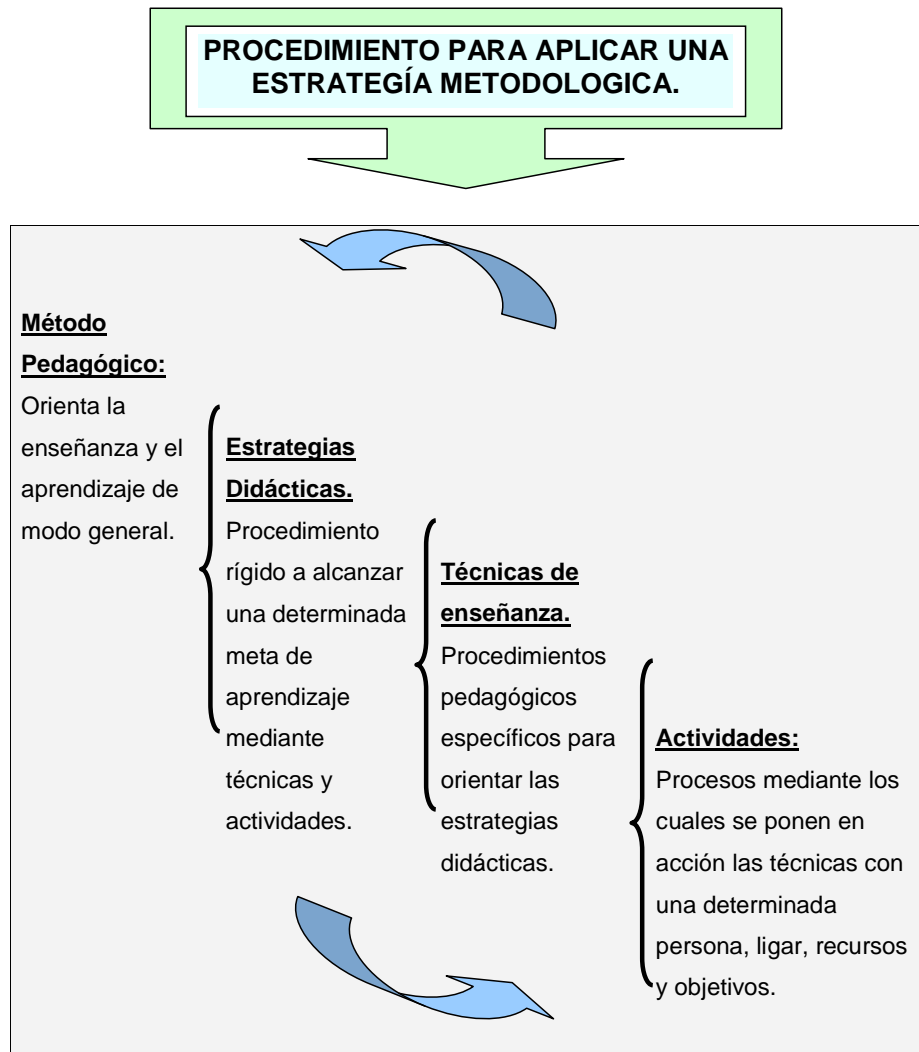 PROCEDIMIENTO PARA APLICAR UNA
ESTRATEGÍA METODOLOGICA.
Método
Pedagógico:
Orienta la
enseñanza y el
aprendizaje de
modo general.
Estrategias
Didácticas.
Procedimiento
rígido a alcanzar
una determinada
meta de
aprendizaje
mediante
técnicas y
actividades.
Técnicas de
enseñanza.
Procedimientos
pedagógicos
específicos para
orientar las
estrategias
didácticas.
Actividades:
Procesos mediante los
cuales se ponen en
acción las técnicas con
una determinada
persona, ligar, recursos
y objetivos.